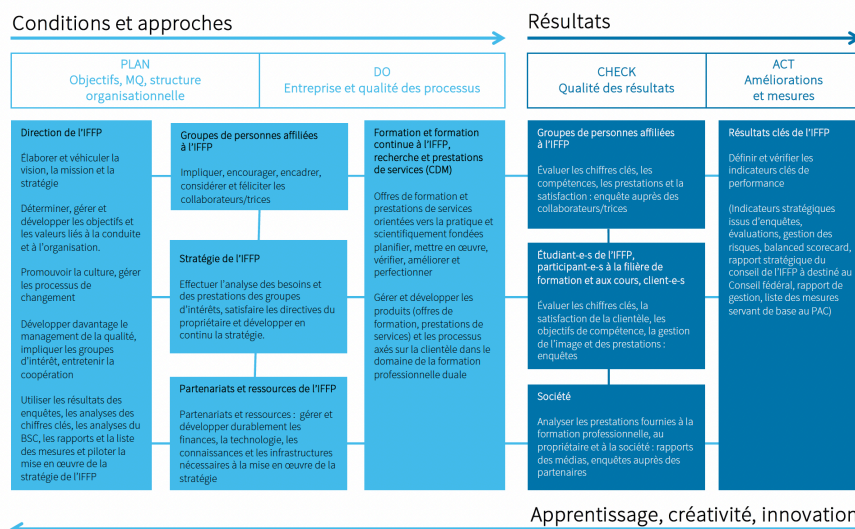 Conditions et approches
Résultats
PLAN
Objectifs, MQ, structure
organisationnelle
DO
Entreprise et qualité des processus
CHECK
Qualité des résultats
ACT
Améliorations
et mesures
Direction de l'IFFP
Élaborer et véhiculer la
vision, la mission et la
stratégie
Déterminer, gérer et
développer les objectifs et
les valeurs liés à la conduite
et à l'organisation.
Promouvoir la culture, gérer
les processus de
changement
Développer davantage le
management de la qualité,
impliquer les groupes
d'intérêt, entretenir la
coopération
Utiliser les résultats des
enquêtes, les analyses des
chiffres clés, les analyses du
BSC, les rapports et la liste
des mesures et piloter la
mise en œuvre de la
stratégie de l'IFFP
Groupes de personnes affiliées
à l'IFFP
Impliquer, encourager, encadrer,
considérer et féliciter les
collaborateurs/trices
Stratégie de l'IFFP
Effectuer l'analyse des besoins et
des prestations des groupes
d'intérêts, satisfaire les directives du
propriétaire et développer en
continu la stratégie.
Partenariats et ressources de l'IFFP
Partenariats et ressources : gérer et
développer durablement les
finances, la technologie, les
connaissances et les infrastructures
nécessaires à la mise en œuvre de la
stratégie
Formation et formation
continue à l'IFFP,
recherche et prestations
de services (CDM)
Offres de formation et
prestations de services
orientées vers la pratique et
scientifiquement fondées
planifier, mettre en œuvre,
vérifier, améliorer et
perfectionner
Gérer et développer les
produits (offres de
formation, prestations de
services) et les processus
axés sur la clientèle dans le
domaine de la formation
professionnelle duale
Groupes de personnes affiliées
à l'IFFP
Évaluer les chiffres clés, les
compétences, les prestations et la
satisfaction : enquête auprès des
collaborateurs/trices
Étudiant-e-s de l'IFFP,
participant-e-s à la filière de
formation et aux cours, client-e-s
Évaluer les chiffres clés, la
satisfaction de la clientèle, les
objectifs de compétence, la gestion
de l'image et des prestations :
enquêtes
Société
Analyser les prestations fournies à la
formation professionnelle, au
propriétaire et à la société : rapports
des médias, enquêtes auprès des
partenaires
Résultats clés de l'IFFP
Définir et vérifier les
indicateurs clés de
performance
(Indicateurs stratégiques
issus d'enquêtes,
évaluations, gestion des
risques, balanced scorecard,
rapport stratégique du
conseil de l'IFFP à destiné au
Conseil fédéral, rapport de
gestion, liste des mesures
servant de base au PAC)
Apprentissage, créativité, innovation